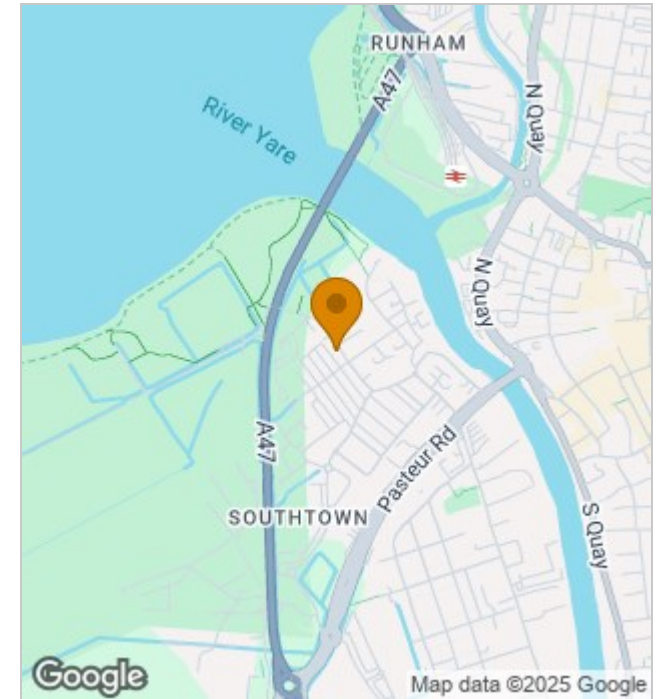 RUNHAM
A47
River Yare
N Quay
N Quay
A47
Pasteur Rd
SOUTHTOWN
S Quay
Google
Map data ©2025 Google